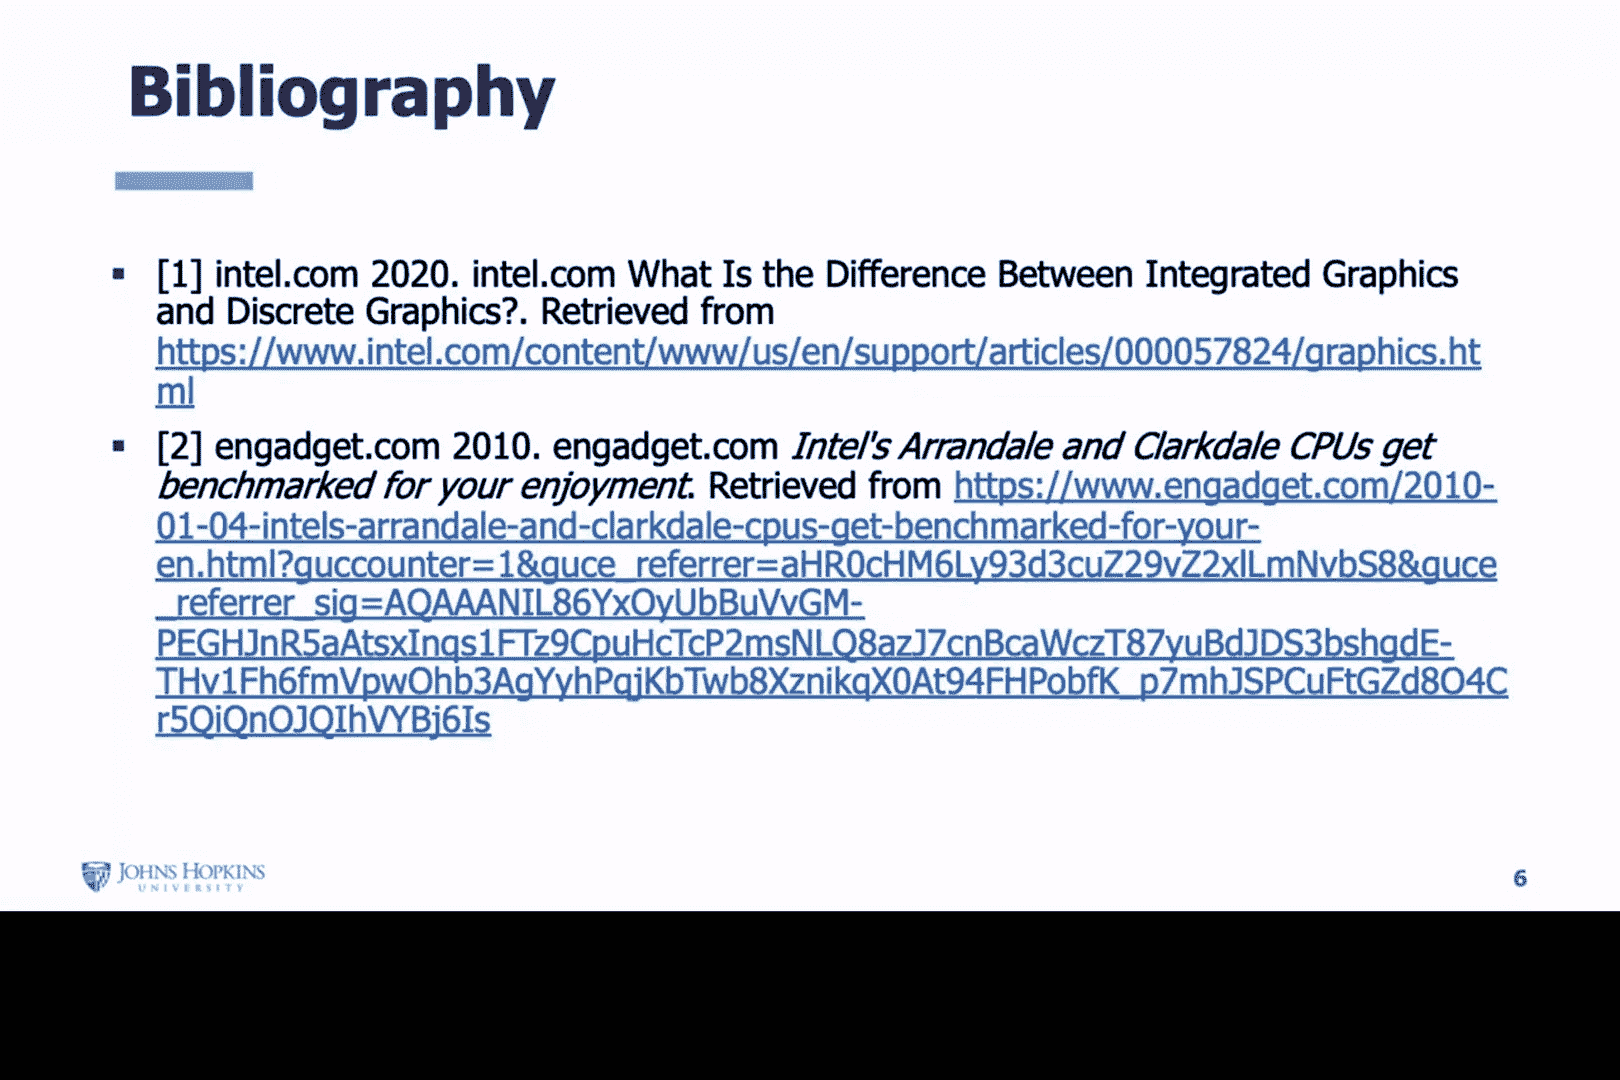 Bibliography
[1] intel.com 2020. intel.com What Is the Difference Between Integrated Graphics
and Discrete Graphics?. Retrieved from
https://www.intel.com/content/www/us/en/support/articles/000057824/graphics.ht
ml
[2] engadget.com 2010. engadget.com Intel's Arrandale and Clarkdale CPUs get
benchmarked for your enjoyment. Retrieved from https://www.engadget.com/2010-
01-04-intels-arrandale-and-clarkdale-cpus-get-benchmarked-for-your-
en.html?guccounter=1&guce_referrer=aHR0cHM6Ly93d3cuZ29vZ2xlLmNvbS8&guce
_referrer_sig=AQAAANIL86YxOyUbBuVvGM-
PEGHJnR5aAtsxInqs1FTz9CpuHcTcP2msNLQ8azJ7cnBcaWczT87yuBdJDS3bshgdE-
THv1Fh6fmVpwOhb3AgYyhPqjKbTwb8XznikqX0At94FHPobfK_p7mhJSPCuFtGZd8O4C
r5QiQnOJQIhVYBj6Is
JOHNS HOPKINS
UNIVERSITY
6